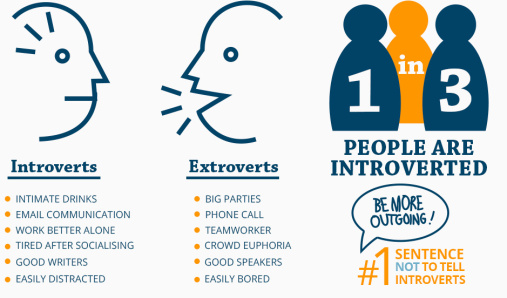 Introverts
INTIMATE DRINKS
EMAIL COMMUNICATION
WORK BETTER ALONE
TIRED AFTER SOCIALISING
GOOD WRITERS
EASILY DISTRACTED
Extroverts
BIG PARTIES
PHONE CALL
TEAMWORKER
CROWD EUPHORIA
GOOD SPEAKERS
EASILY BORED
1 in 3
PEOPLE ARE
INTROVERTED
BE MORE
OUTGOING!
#1 SENTENCE
NOT TO TELL
INTROVERTS